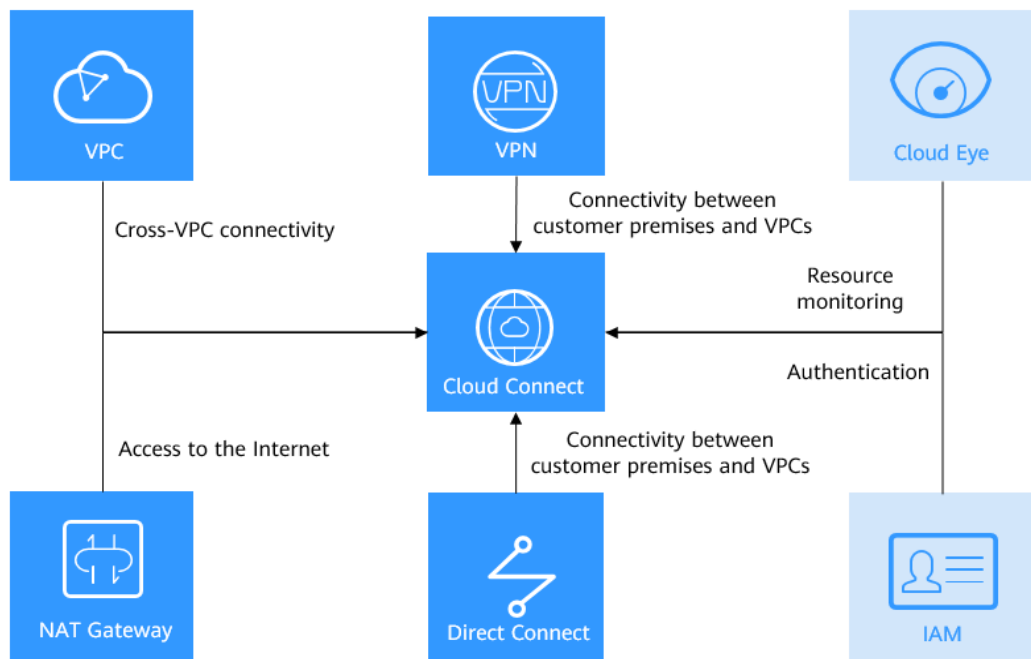 VPC
VPN
VPN
Cloud Eye
Cross-VPC connectivity
Connectivity between
customer premises and VPCs
Resource
monitoring
Cloud Connect
Authentication
Access to the Internet
Connectivity between
customer premises and VPCs
NAT Gateway
Direct Connect
IAM